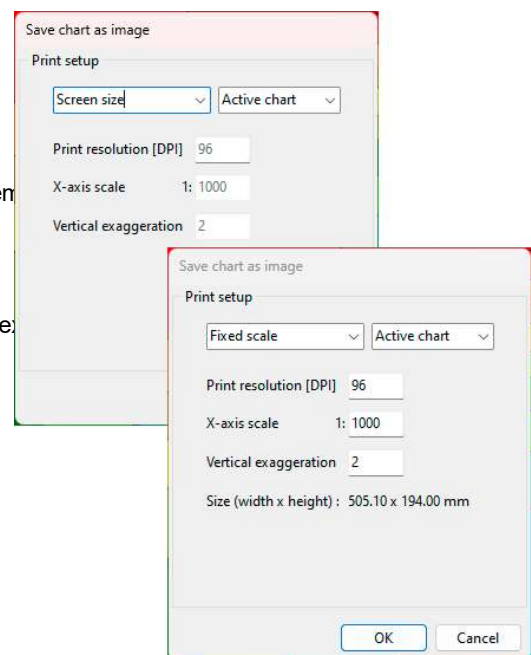 Save chart as image
Print setup
Screen size Active chart
Print resolution [DPI] 96
X-axis scale 1: 1000
Vertical exaggeration 2
Save chart as image
Print setup
Fixed scale Active chart
Print resolution [DPI] 96
X-axis scale 1: 1000
Vertical exaggeration 2
Size (width x height) : 505.10 x 194.00 mm
OK Cancel